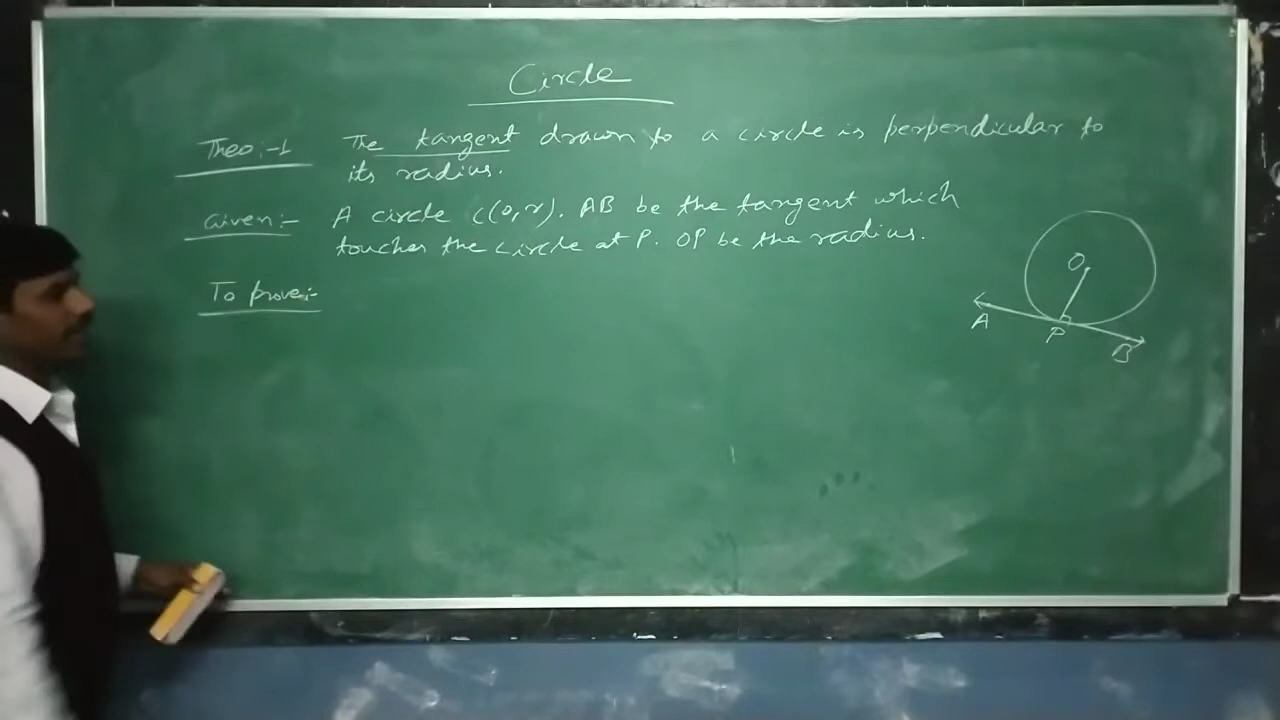 Circle
Theo:-1 The tangent drawn to a circle is perpendicular to
its radius.
Given:- A circle C(O,r). AB be the tangent which
touches the circle at P. OP be the radius.
To prove:-
O
A
P
B